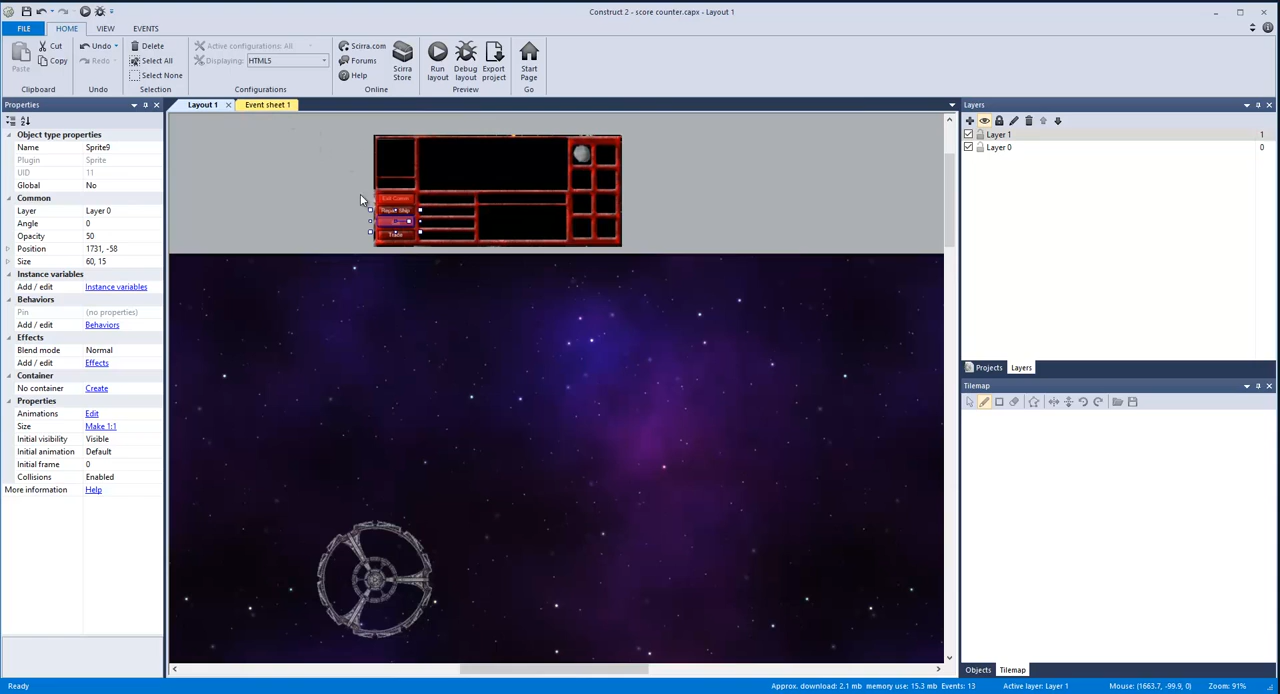 Construct 2 - score counter.capx - Layout 1
FILE HOME VIEW EVENTS
Paste Cut Copy Clipboard
Undo Redo Undo
Delete Select All Select None Selection
Active configurations: All
Displaying: HTML5
Configurations
Scirra.com Forums Help Scirra Store Online
Run layout Debug layout Export project Preview
Start Page Go
Properties
Layout 1 Event sheet 1
Object type properties
Name Sprite9
Plugin Sprite
UID 11
Global No
Common
Layer Layer 0
Angle 0
Opacity 50
Position 1731, -58
Size 60, 15
Instance variables
Add / edit Instance variables
Behaviors
Pin (no properties)
Add / edit Behaviors
Effects
Blend mode Normal
Add / edit Effects
Container
No container Create
Properties
Animations Edit
Size Make 1:1
Initial visibility Visible
Initial animation Default
Initial frame 0
Collisions Enabled
More information Help
Exit Comm
Repair Ship
Trade
Layers
Layer 1 1
Layer 0 0
Projects Layers
Tilemap
Objects Tilemap
Ready
Approx. download: 2.1 mb memory use: 15.3 mb Events: 13 Active layer: Layer 1 Mouse: (1663.7, -99.9, 0) Zoom: 91%